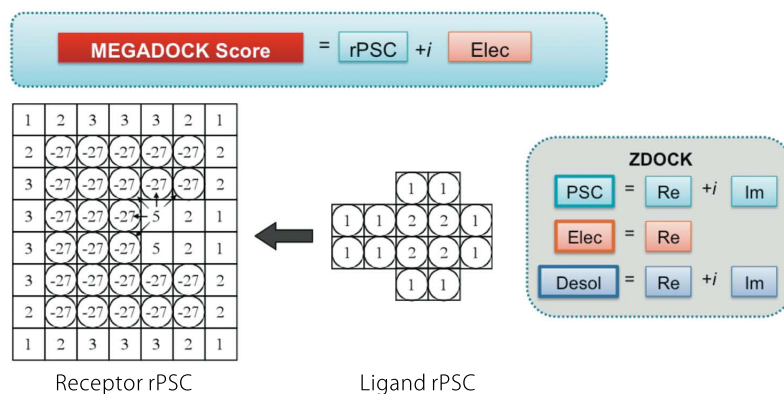 MEGADOCK Score = rPSC +i Elec
1 2 3 3 3 2 1
2 -27 -27 -27 -27 -27 2
3 -27 -27 -27 -27 -27 2
3 -27 -27 -27 5 2 1
3 -27 -27 -27 5 2 1
3 -27 -27 -27 -27 -27 2
2 -27 -27 -27 -27 -27 2
1 2 3 3 3 2 1
Receptor rPSC
1 1
1 1 2 2 1 1
1 1 2 2 1 1
1 1
Ligand rPSC
ZDOCK
PSC = Re +i Im
Elec = Re
Desol = Re +i Im